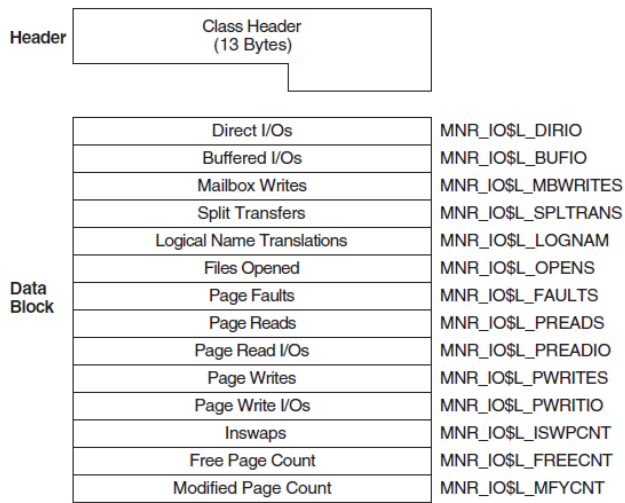 Header
Class Header
(13 Bytes)
Direct I/Os MNR_IO$L_DIRIO
Buffered I/Os MNR_IO$L_BUFIO
Mailbox Writes MNR_IO$L_MBWRITES
Split Transfers MNR_IO$L_SPLTRANS
Logical Name Translations MNR_IO$L_LOGNAM
Files Opened MNR_IO$L_OPENS
Data
Block
Page Faults MNR_IO$L_FAULTS
Page Reads MNR_IO$L_PREADS
Page Read I/Os MNR_IO$L_PREADIO
Page Writes MNR_IO$L_PWRITES
Page Write I/Os MNR_IO$L_PWRITIO
Inswaps MNR_IO$L_ISWPCNT
Free Page Count MNR_IO$L_FREECNT
Modified Page Count MNR_IO$L_MFYCNT